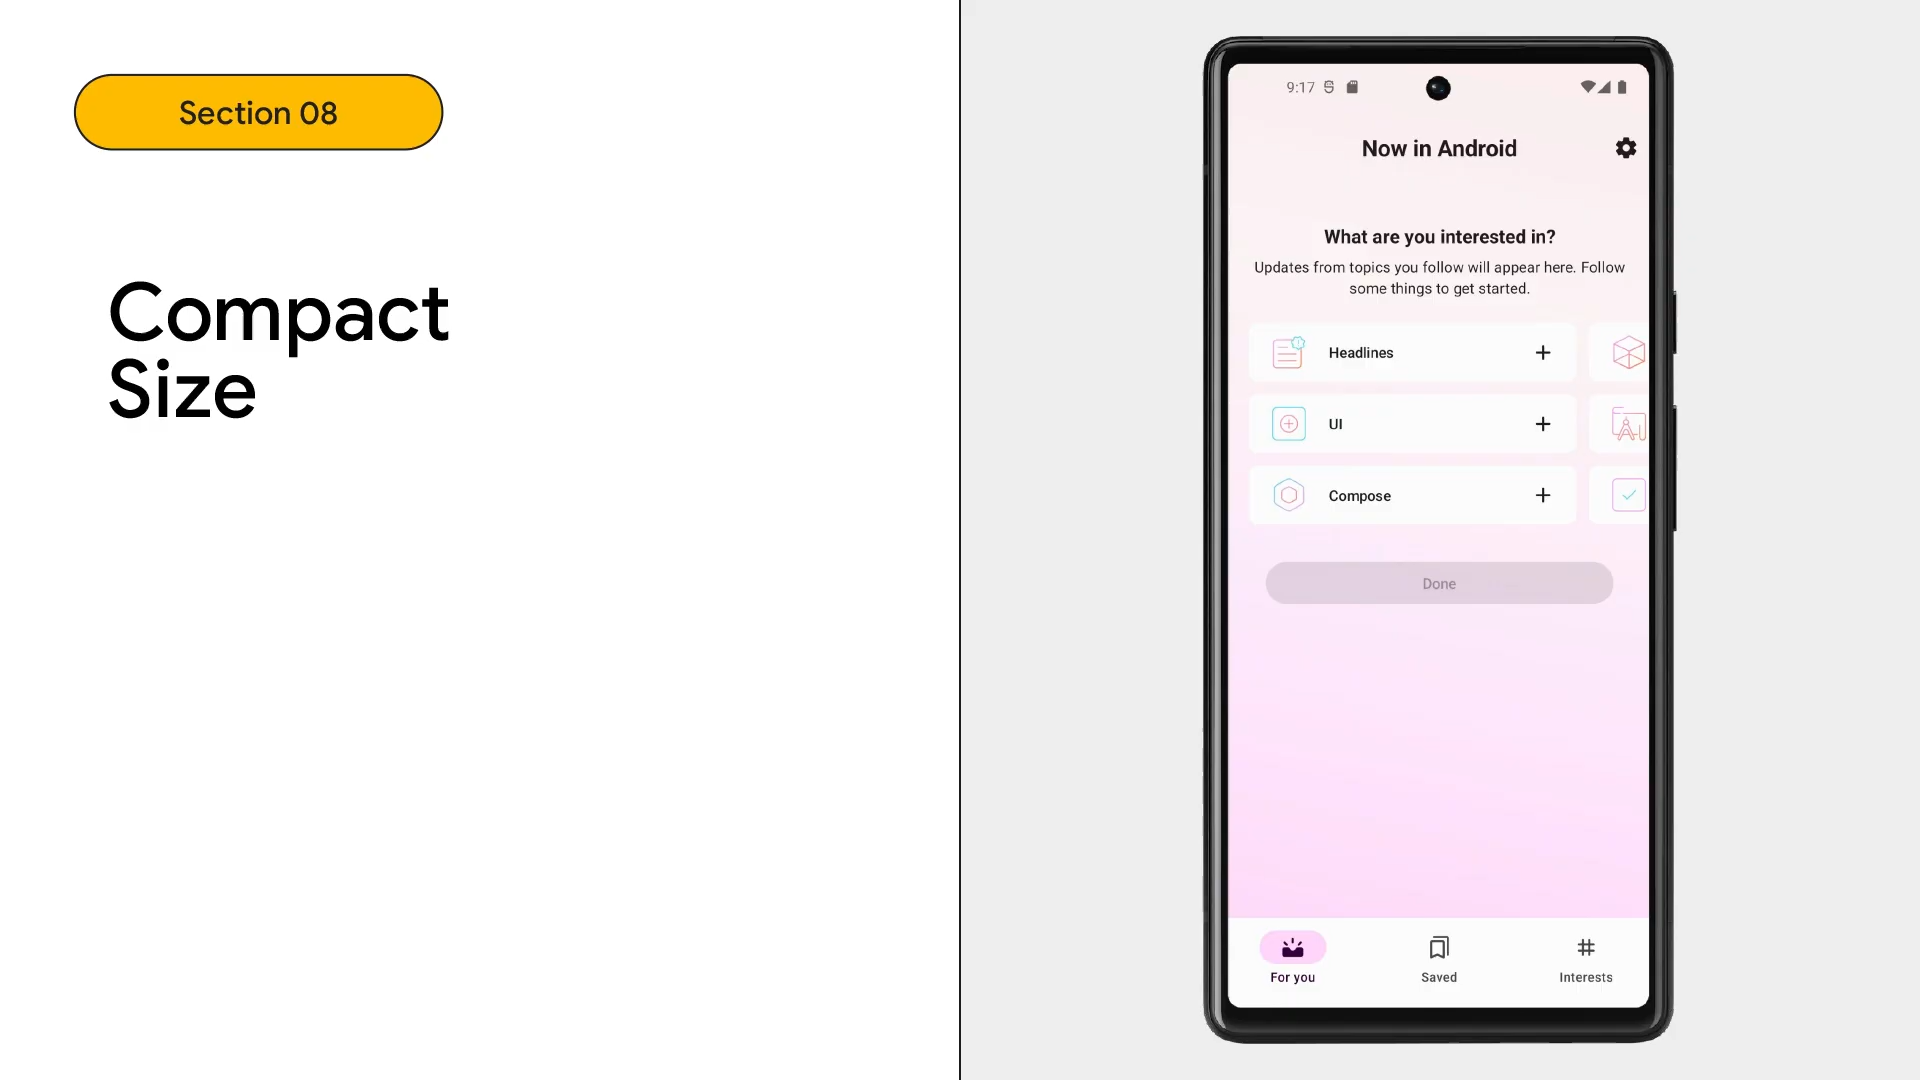 Section 08
Compact
Size
9:17
Now in Android
What are you interested in?
Updates from topics you follow will appear here. Follow
some things to get started.
Headlines
UI
Compose
Done
For you
Saved
Interests